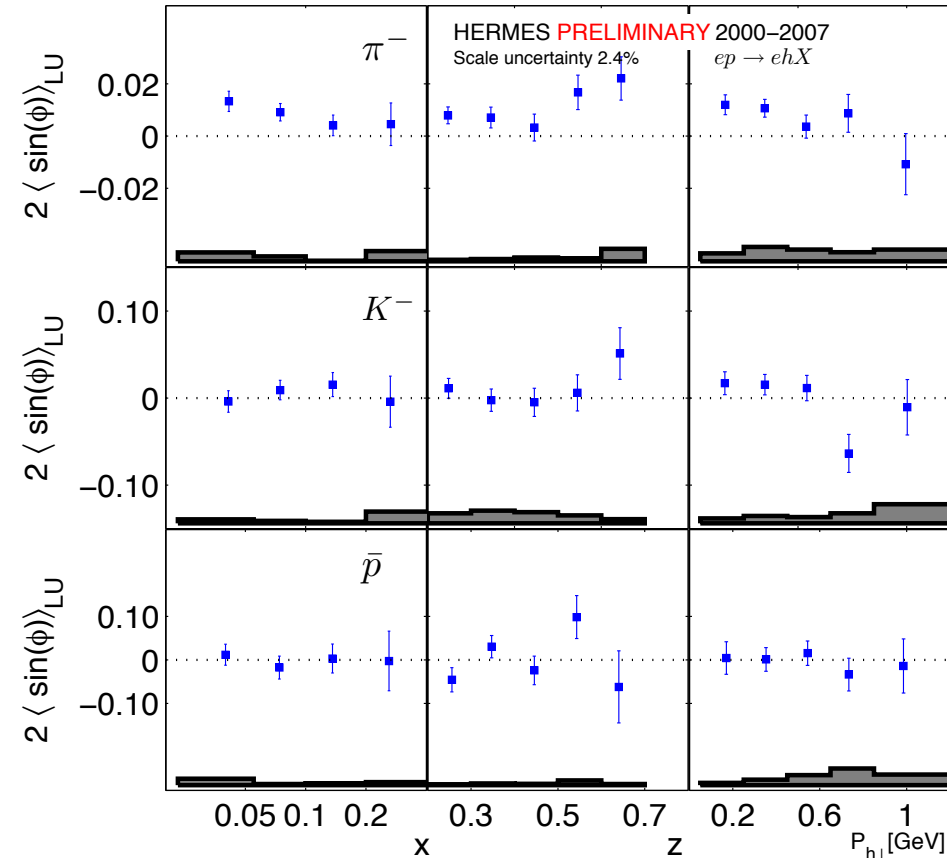 HERMES PRELIMINARY 2000−2007
Scale uncertainty 2.4%
ep → ehX
π−
2 ⟨ sin(ϕ)⟩LU
0.02
0
−0.02
K−
2 ⟨ sin(ϕ)⟩LU
0.10
0
−0.10
p̄
2 ⟨ sin(ϕ)⟩LU
0.10
0
−0.10
0.05 0.1 0.2 0.3 0.5 0.7 0.2 0.6 1
x z Ph⊥[GeV]